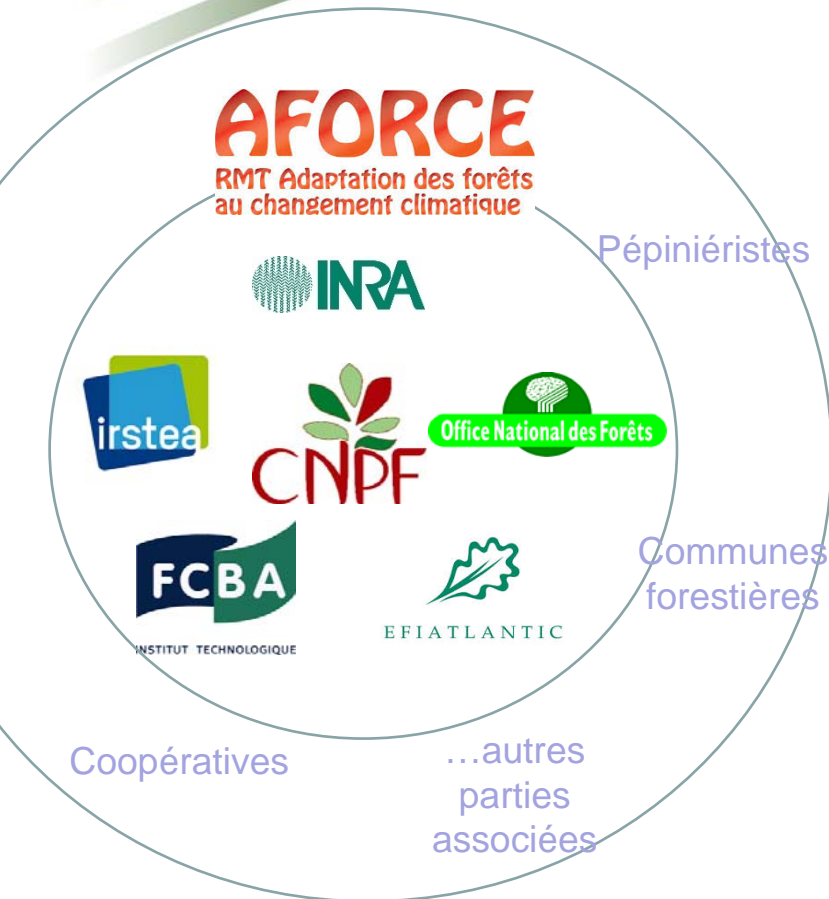 AFORCE
RMT Adaptation des forêts
au changement climatique
Pépiniéristes
INRA
irstea
CNPF
Office National des Forêts
FCBA
INSTITUT TECHNOLOGIQUE
EFIATLANTIC
Communes
forestières
Coopératives
…autres
parties
associées